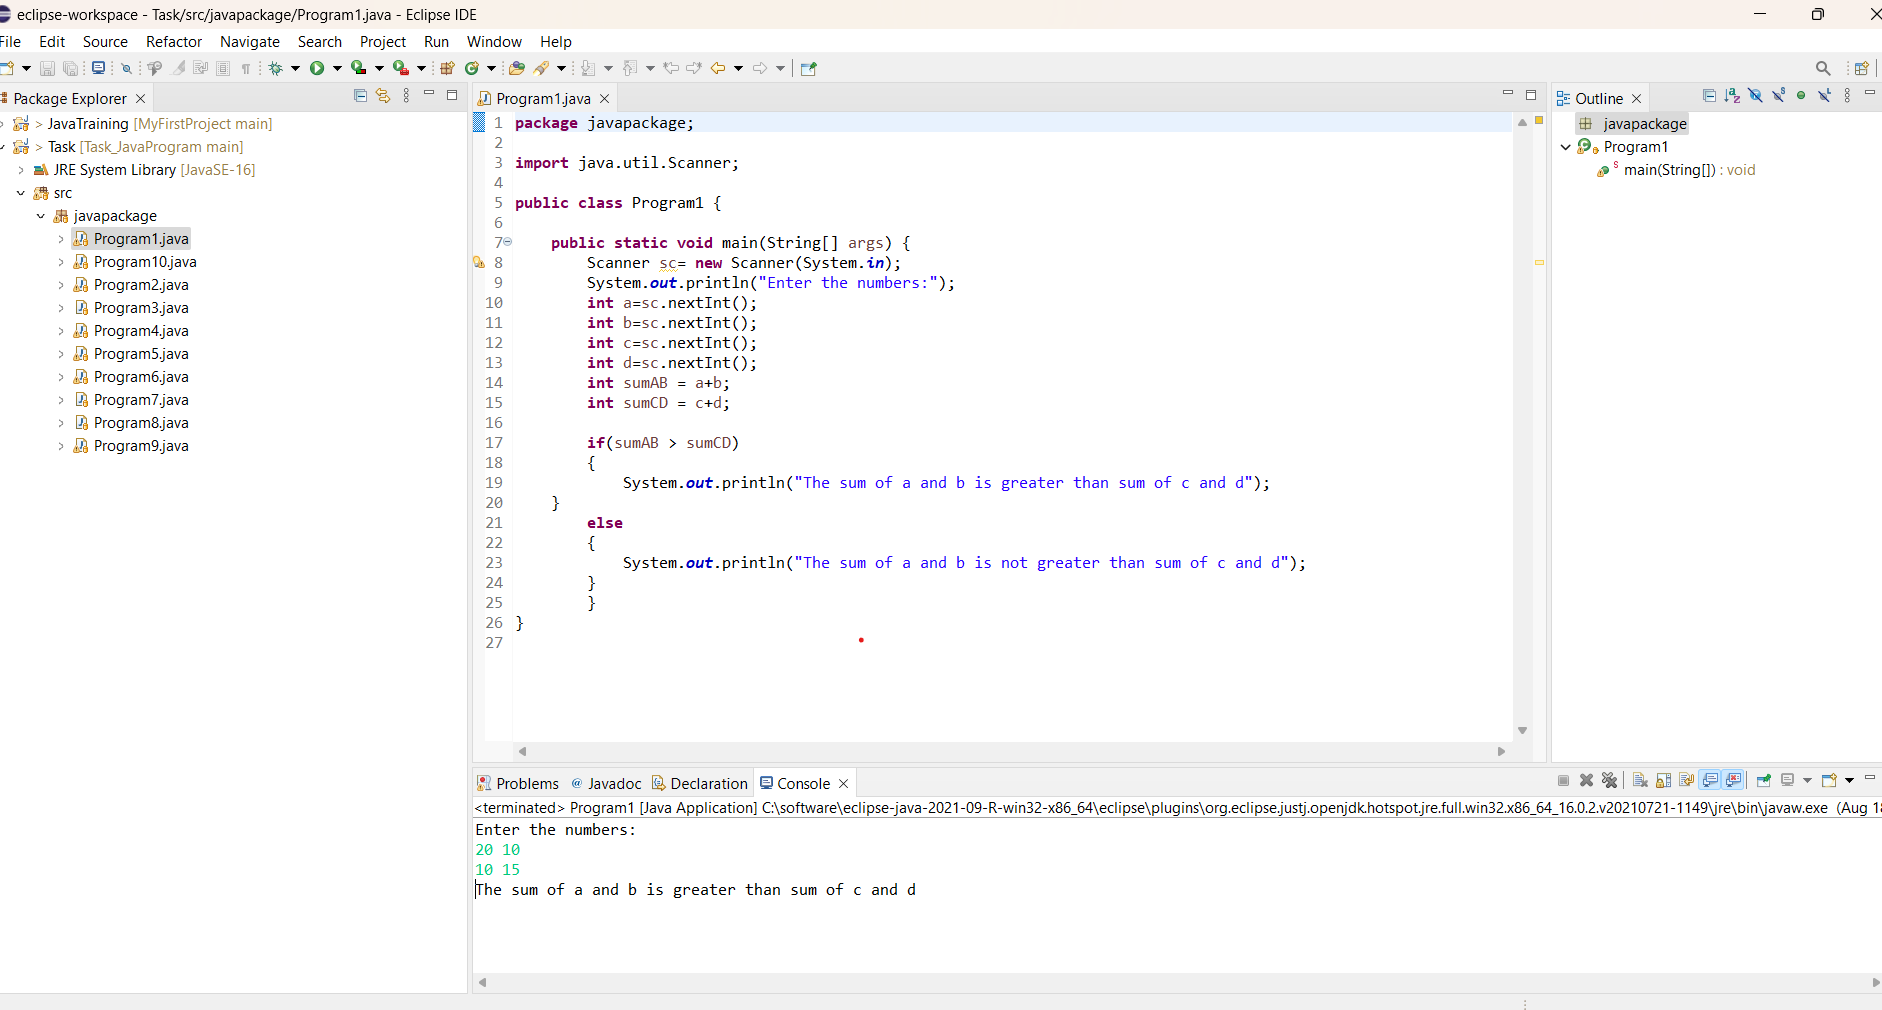 eclipse-workspace - Task/src/javapackage/Program1.java - Eclipse IDE
File Edit Source Refactor Navigate Search Project Run Window Help
Package Explorer
> JavaTraining [MyFirstProject main]
> Task [Task_JavaProgram main]
JRE System Library [JavaSE-16]
src
javapackage
Program1.java
Program10.java
Program2.java
Program3.java
Program4.java
Program5.java
Program6.java
Program7.java
Program8.java
Program9.java
Program1.java
1 package javapackage;
2
3 import java.util.Scanner;
4
5 public class Program1 {
6
7 public static void main(String[] args) {
8 Scanner sc= new Scanner(System.in);
9 System.out.println("Enter the numbers:");
10 int a=sc.nextInt();
11 int b=sc.nextInt();
12 int c=sc.nextInt();
13 int d=sc.nextInt();
14 int sumAB = a+b;
15 int sumCD = c+d;
16
17 if(sumAB > sumCD)
18 {
19 System.out.println("The sum of a and b is greater than sum of c and d");
20 }
21 else
22 {
23 System.out.println("The sum of a and b is not greater than sum of c and d");
24 }
25 }
26 }
27
Outline
javapackage
Program1
main(String[]) : void
Problems @ Javadoc Declaration Console
<terminated> Program1 [Java Application] C:\software\eclipse-java-2021-09-R-win32-x86_64\eclipse\plugins\org.eclipse.justj.openjdk.hotspot.jre.full.win32.x86_64_16.0.2.v20210721-1149\jre\bin\javaw.exe (Aug 18
Enter the numbers:
20 10
10 15
The sum of a and b is greater than sum of c and d